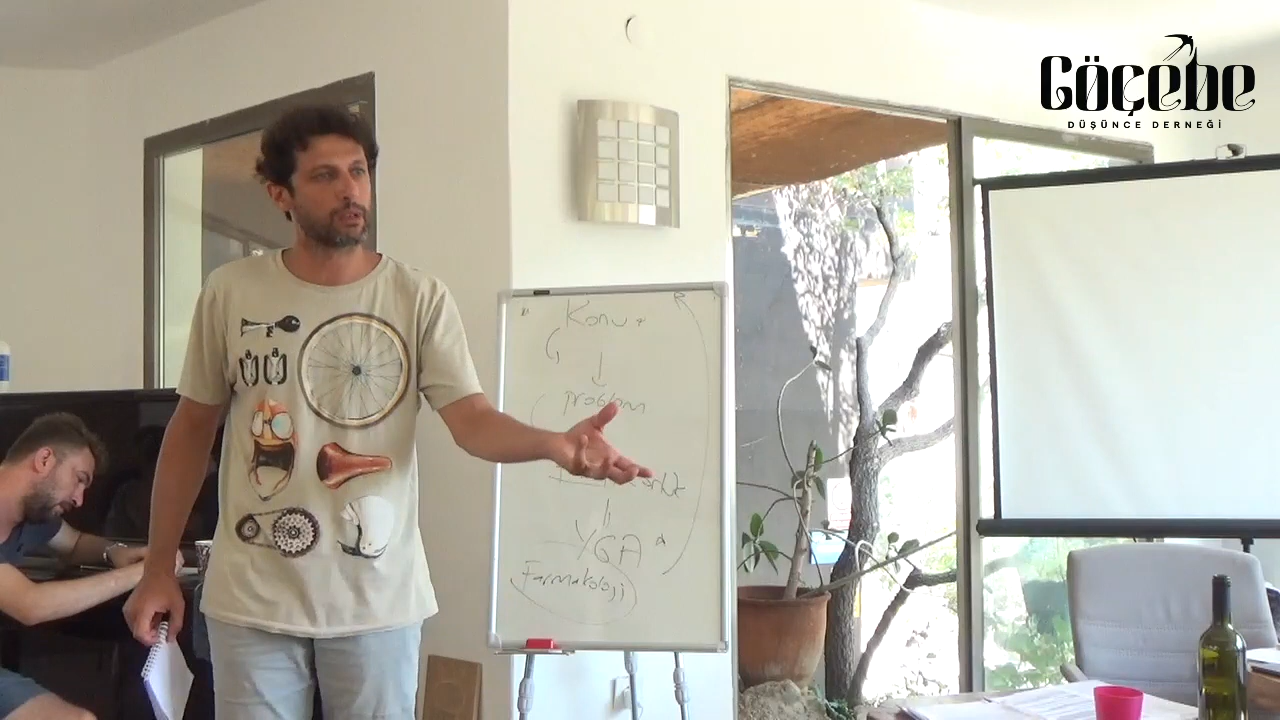 Göçebe
DÜŞÜNCE DERNEĞİ
Konu
problem
YGA
Farmakoloji